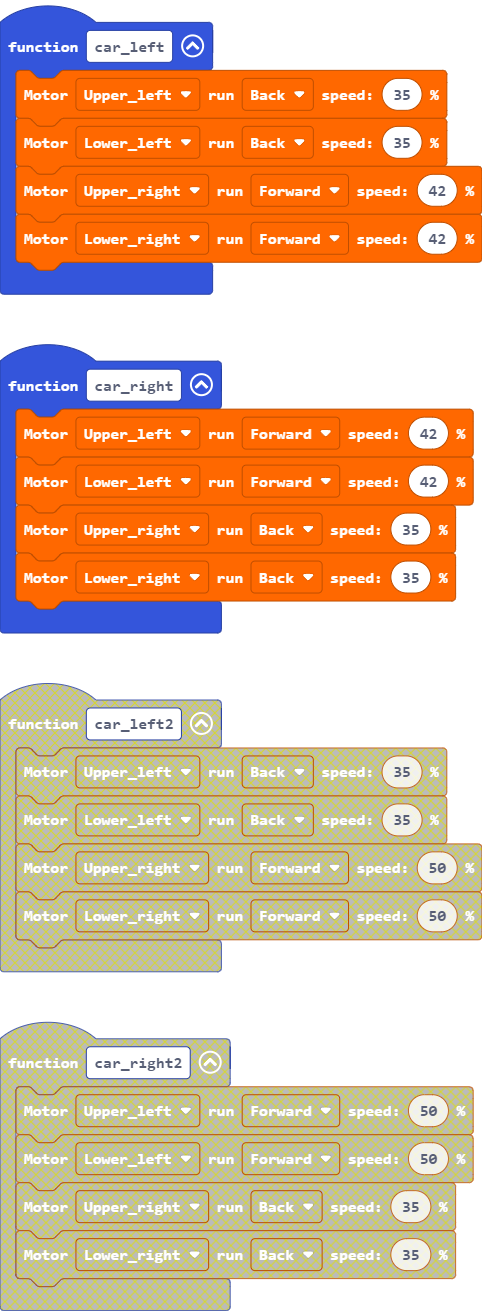 function car_left
Motor Upper_left run Back speed: 35 %
Motor Lower_left run Back speed: 35 %
Motor Upper_right run Forward speed: 42 %
Motor Lower_right run Forward speed: 42 %
function car_right
Motor Upper_left run Forward speed: 42 %
Motor Lower_left run Forward speed: 42 %
Motor Upper_right run Back speed: 35 %
Motor Lower_right run Back speed: 35 %
function car_left2
Motor Upper_left run Back speed: 35 %
Motor Lower_left run Back speed: 35 %
Motor Upper_right run Forward speed: 50 %
Motor Lower_right run Forward speed: 50 %
function car_right2
Motor Upper_left run Forward speed: 50 %
Motor Lower_left run Forward speed: 50 %
Motor Upper_right run Back speed: 35 %
Motor Lower_right run Back speed: 35 %